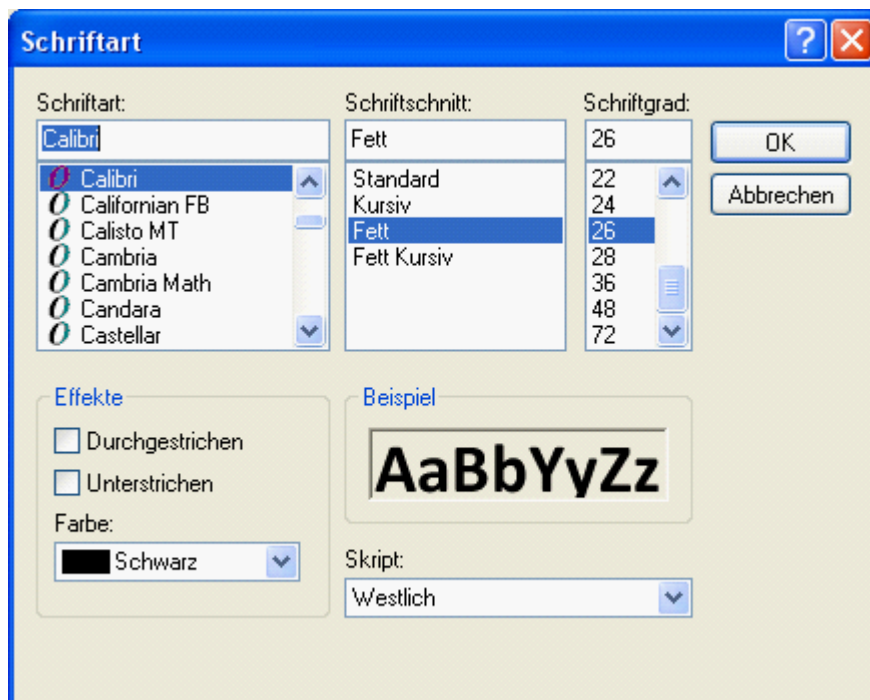 Schriftart
Schriftart:
Calibri
Calibri
Californian FB
Calisto MT
Cambria
Cambria Math
Candara
Castellar
Schriftschnitt:
Fett
Standard
Kursiv
Fett
Fett Kursiv
Schriftgrad:
26
22
24
26
28
36
48
72
OK
Abbrechen
Effekte
Durchgestrichen
Unterstrichen
Farbe:
Schwarz
Beispiel
AaBbYyZz
Skript:
Westlich